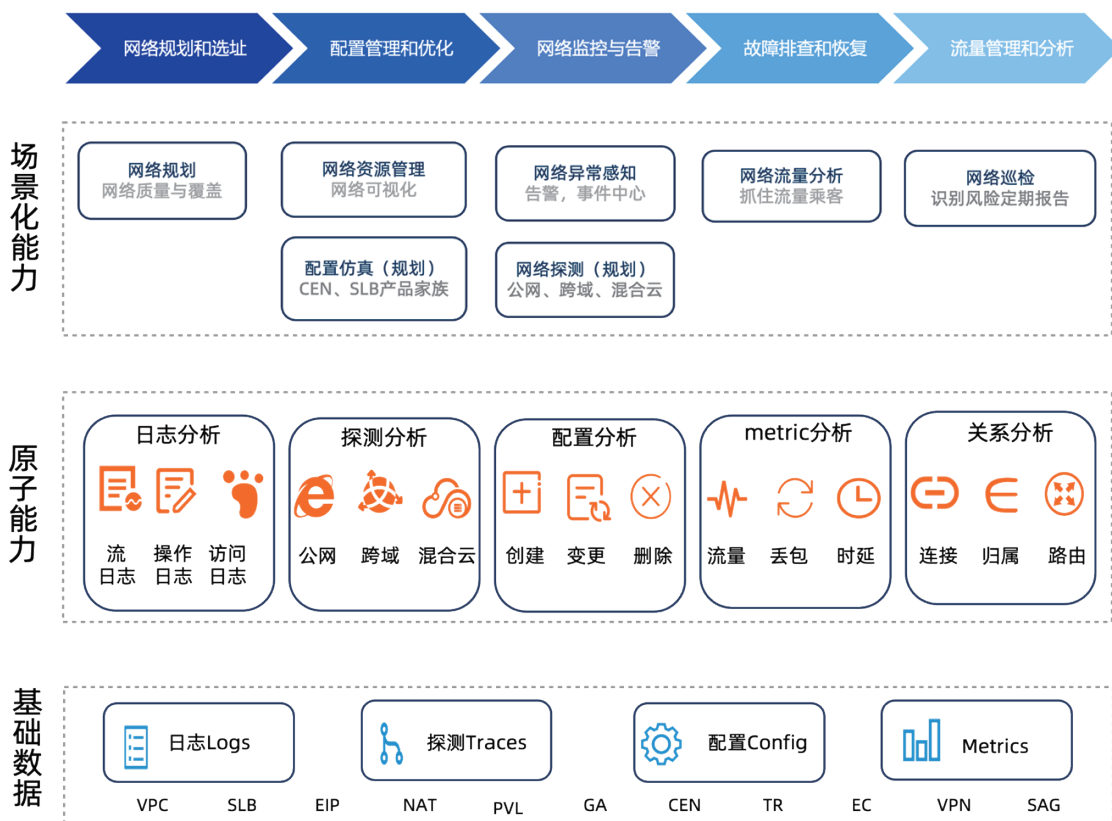 网络规划和选址
配置管理和优化
网络监控与告警
故障排查和恢复
流量管理和分析
场景化能力
网络规划
网络质量与覆盖
网络资源管理
网络可视化
网络异常感知
告警，事件中心
网络流量分析
抓住流量乘客
网络巡检
识别风险定期报告
配置仿真（规划）
CEN、SLB产品家族
网络探测（规划）
公网、跨域、混合云
原子能力
日志分析
流
日志
操作
日志
访问
日志
探测分析
公网
跨域
混合云
配置分析
创建
变更
删除
metric分析
流量
丢包
时延
关系分析
连接
归属
路由
基础数据
日志Logs
探测Traces
配置Config
Metrics
VPC
SLB
EIP
NAT
PVL
GA
CEN
TR
EC
VPN
SAG